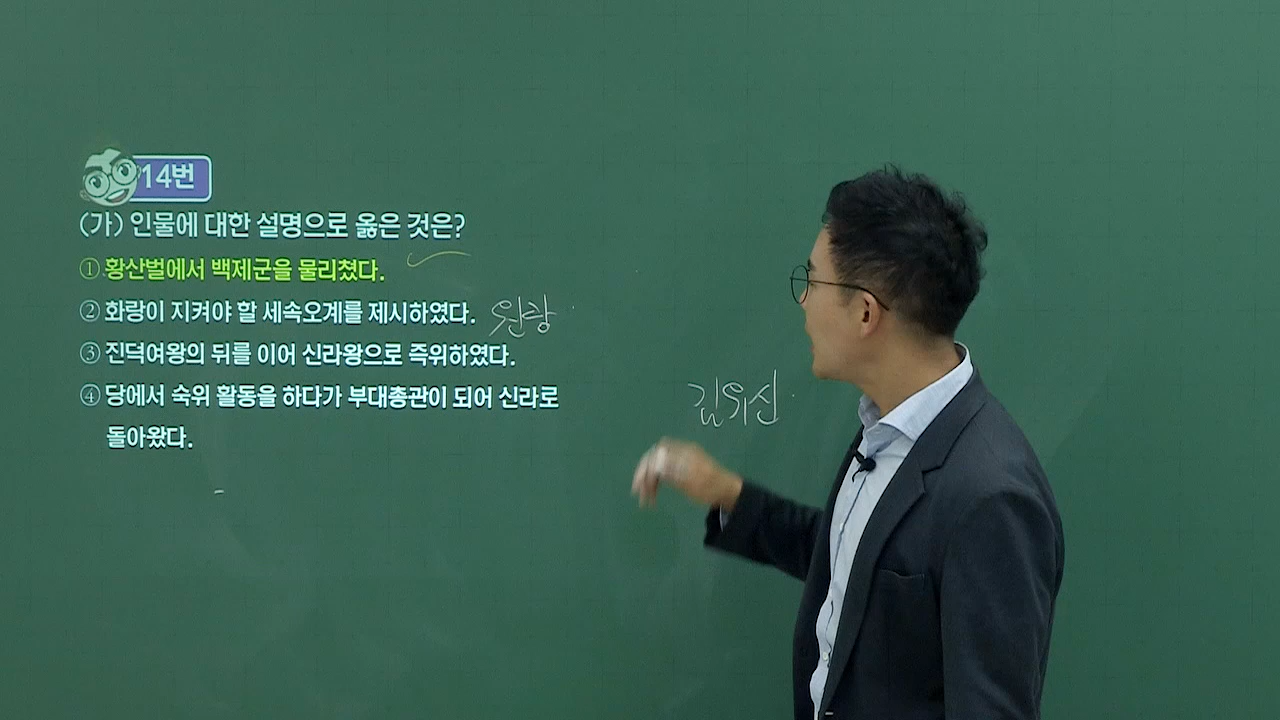 14번
(가) 인물에 대한 설명으로 옳은 것은?
① 황산벌에서 백제군을 물리쳤다.
② 화랑이 지켜야 할 세속오계를 제시하였다. 원광
③ 진덕여왕의 뒤를 이어 신라왕으로 즉위하였다.
④ 당에서 숙위 활동을 하다가 부대총관이 되어 신라로
돌아왔다.
김유신